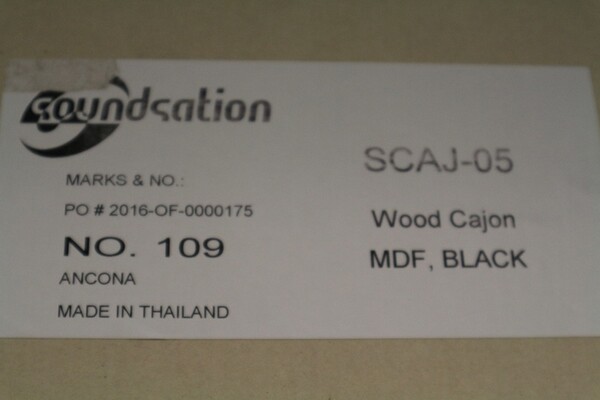 soundsation
MARKS & NO.:
PO # 2016-OF-0000175
NO. 109
ANCONA
MADE IN THAILAND
SCAJ-05
Wood Cajon
MDF, BLACK